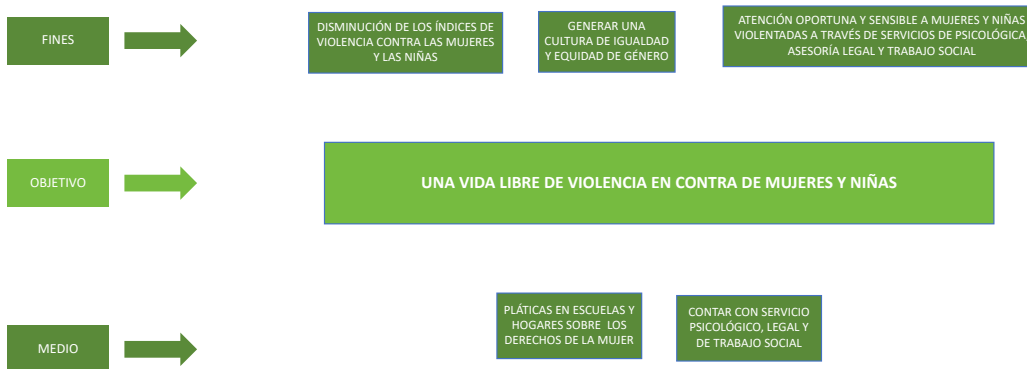 FINES
DISMINUCIÓN DE LOS ÍNDICES DE
VIOLENCIA CONTRA LAS MUJERES
Y LAS NIÑAS
GENERAR UNA
CULTURA DE IGUALDAD
Y EQUIDAD DE GÉNERO
ATENCIÓN OPORTUNA Y SENSIBLE A MUJERES Y NIÑAS
VIOLENTADAS A TRAVÉS DE SERVICIOS DE PSICOLÓGICA,
ASESORÍA LEGAL Y TRABAJO SOCIAL
OBJETIVO
UNA VIDA LIBRE DE VIOLENCIA EN CONTRA DE MUJERES Y NIÑAS
MEDIO
PLÁTICAS EN ESCUELAS Y
HOGARES SOBRE LOS
DERECHOS DE LA MUJER
CONTAR CON SERVICIO
PSICOLÓGICO, LEGAL Y
DE TRABAJO SOCIAL